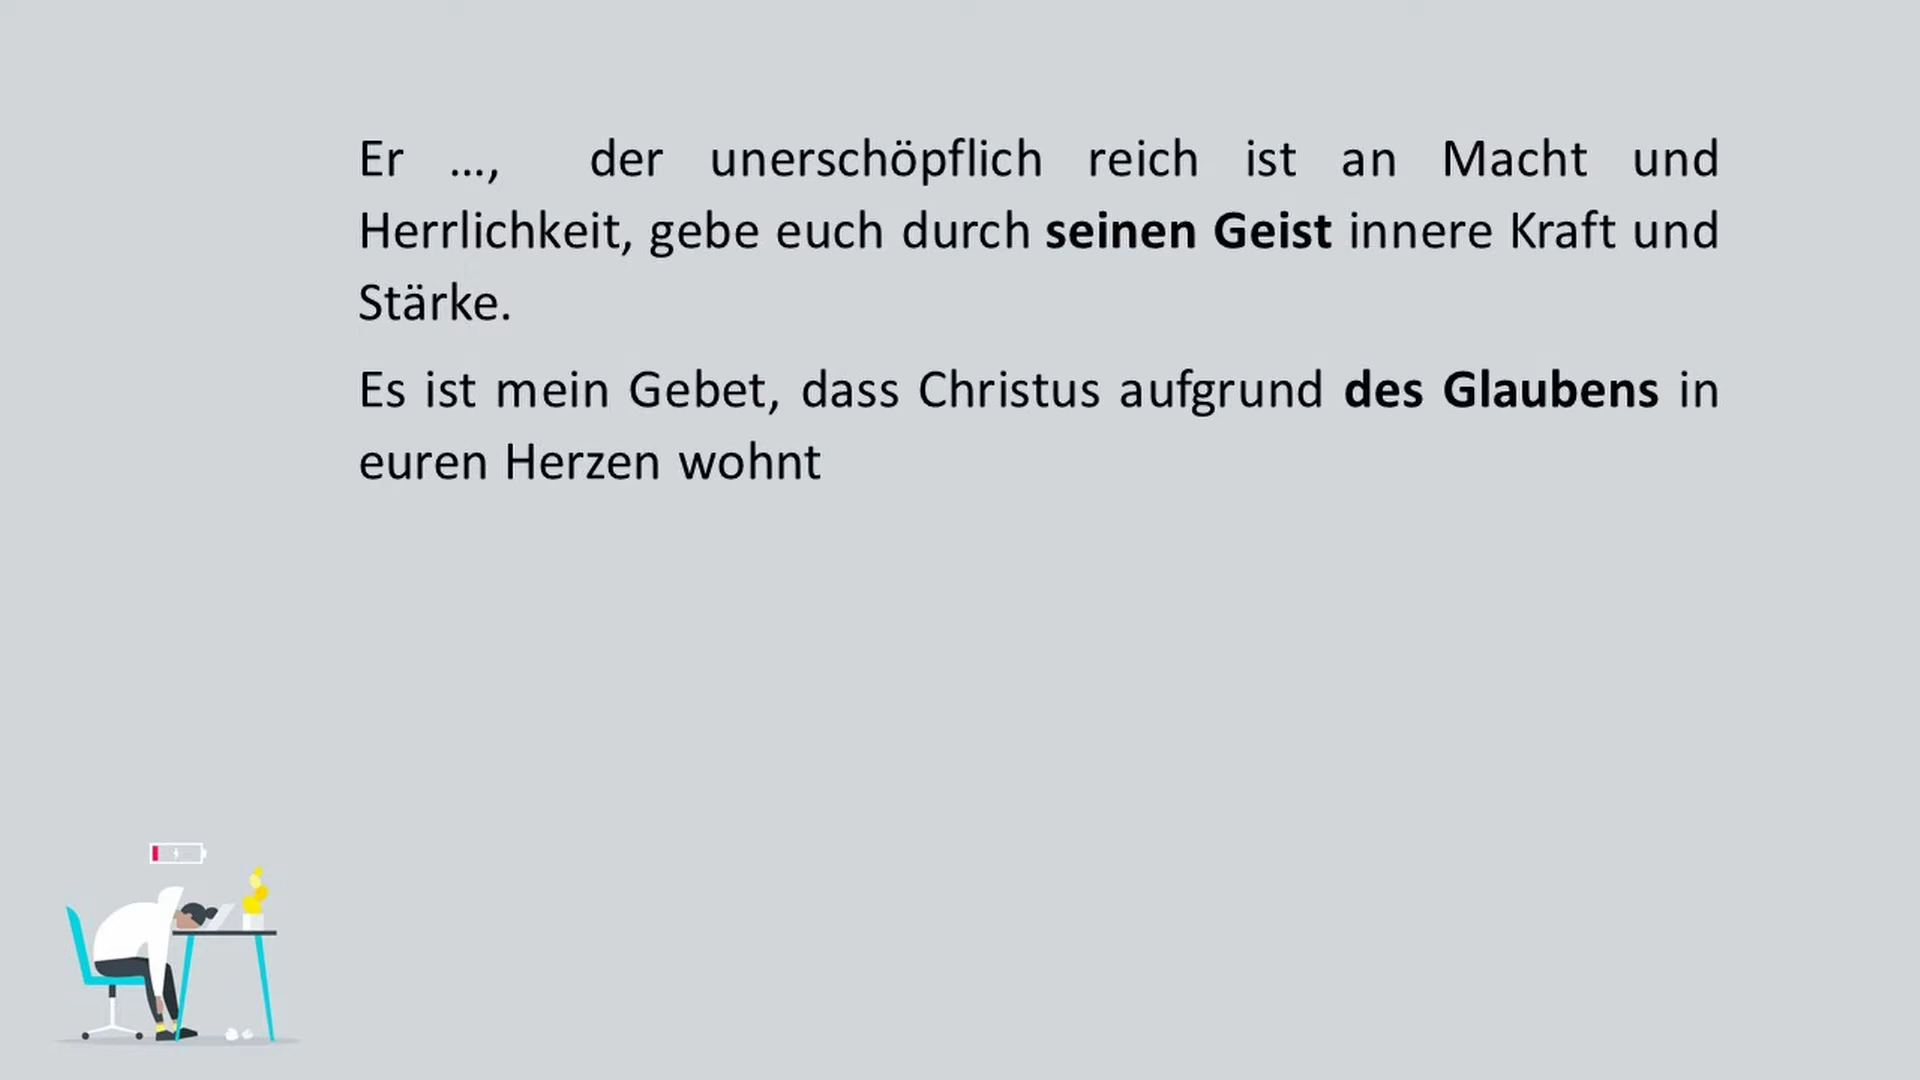 Er …, der unerschöpflich reich ist an Macht und
Herrlichkeit, gebe euch durch seinen Geist innere Kraft und
Stärke.
Es ist mein Gebet, dass Christus aufgrund des Glaubens in
euren Herzen wohnt